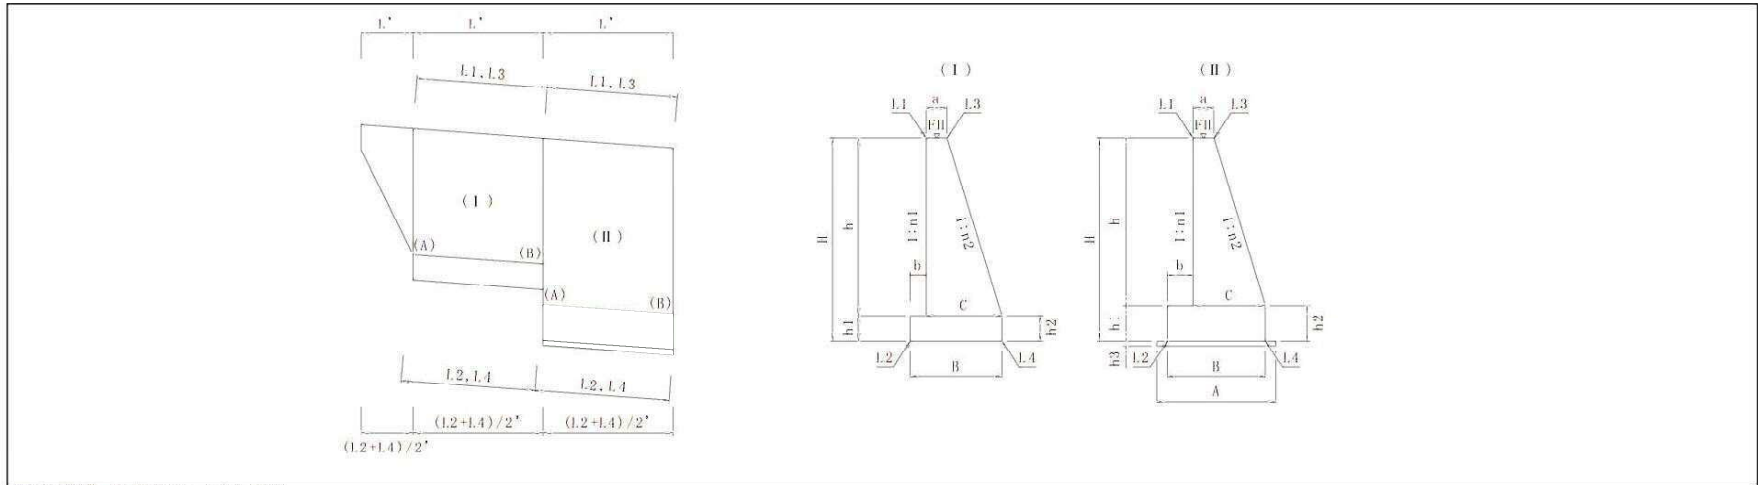 L' L' L'
L1, L3
L1, L3
(Ⅰ)
(Ⅱ)
(A)
(B)
(A)
(B)
L2, L4
L2, L4
(L2+L4)/2' (L2+L4)/2'
(L2+L4)/2'
(Ⅰ)
a
L1 L3
FH
H
h
1:n1
1:n2
b
C
h1
h2
L2 L4
B
(Ⅱ)
a
L1 L3
FH
H
h
1:n1
1:n2
b
C
h2
h3
L2 L4
B
A